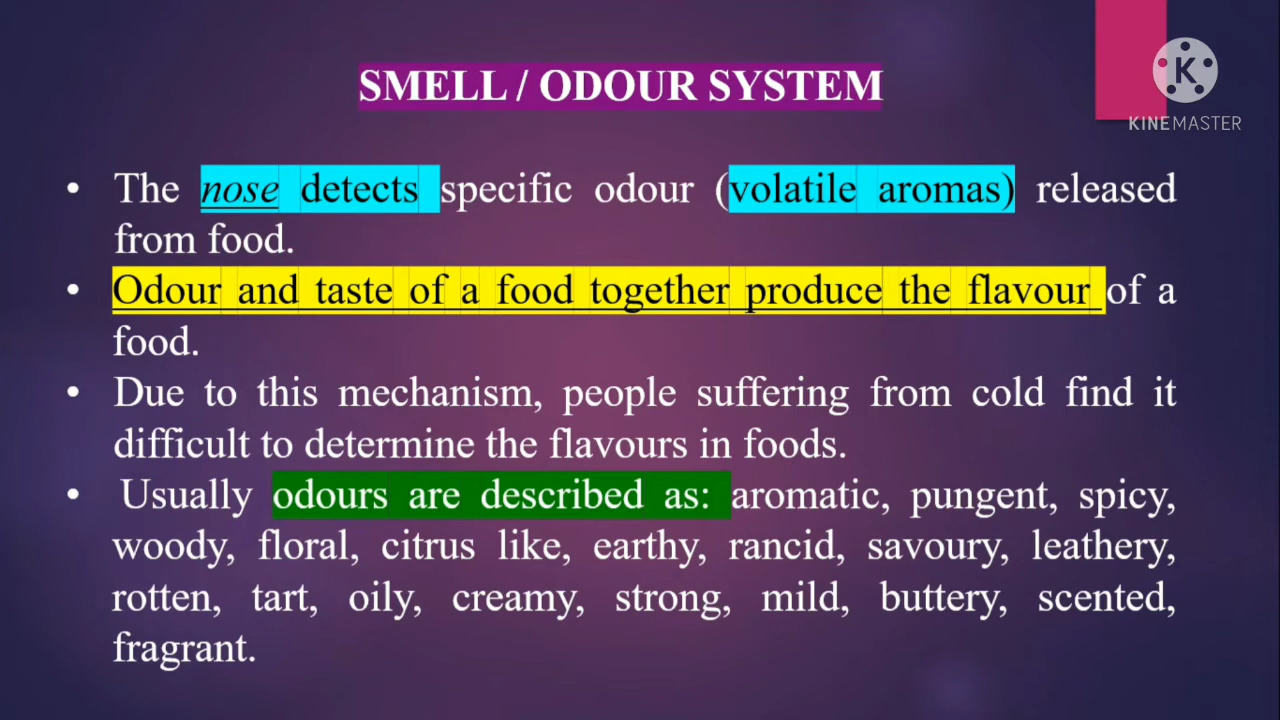 SMELL / ODOUR SYSTEM
K
KINEMASTER
• The nose detects specific odour (volatile aromas) released
from food.
• Odour and taste of a food together produce the flavour of a
food.
• Due to this mechanism, people suffering from cold find it
difficult to determine the flavours in foods.
• Usually odours are described as: aromatic, pungent, spicy,
woody, floral, citrus like, earthy, rancid, savoury, leathery,
rotten, tart, oily, creamy, strong, mild, buttery, scented,
fragrant.